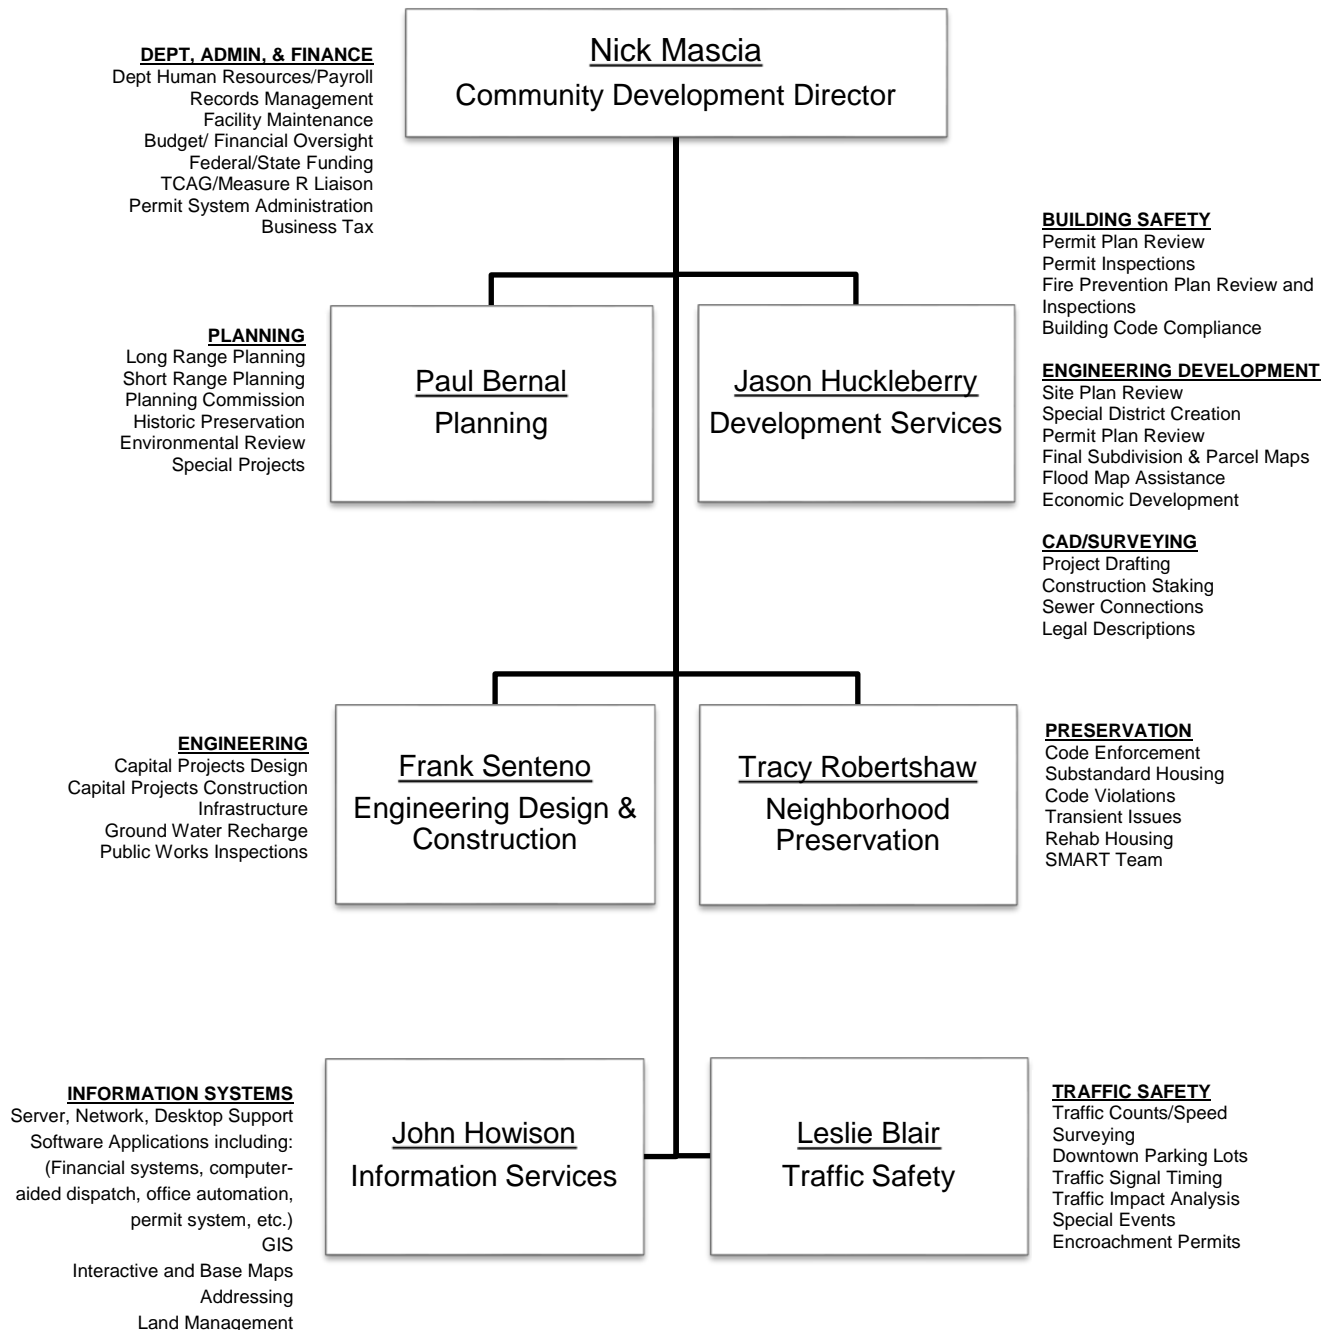 Nick Mascia
Community Development Director
DEPT, ADMIN, & FINANCE
Dept Human Resources/Payroll
Records Management
Facility Maintenance
Budget/ Financial Oversight
Federal/State Funding
TCAG/Measure R Liaison
Permit System Administration
Business Tax
PLANNING
Long Range Planning
Short Range Planning
Planning Commission
Historic Preservation
Environmental Review
Special Projects
Paul Bernal
Planning
Jason Huckleberry
Development Services
BUILDING SAFETY
Permit Plan Review
Permit Inspections
Fire Prevention Plan Review and
Inspections
Building Code Compliance
ENGINEERING DEVELOPMENT
Site Plan Review
Special District Creation
Permit Plan Review
Final Subdivision & Parcel Maps
Flood Map Assistance
Economic Development
CAD/SURVEYING
Project Drafting
Construction Staking
Sewer Connections
Legal Descriptions
ENGINEERING
Capital Projects Design
Capital Projects Construction
Infrastructure
Ground Water Recharge
Public Works Inspections
Frank Senteno
Engineering Design &
Construction
Tracy Robertshaw
Neighborhood
Preservation
PRESERVATION
Code Enforcement
Substandard Housing
Code Violations
Transient Issues
Rehab Housing
SMART Team
INFORMATION SYSTEMS
Server, Network, Desktop Support
Software Applications including:
(Financial systems, computer-
aided dispatch, office automation,
permit system, etc.)
GIS
Interactive and Base Maps
Addressing
Land Management
John Howison
Information Services
Leslie Blair
Traffic Safety
TRAFFIC SAFETY
Traffic Counts/Speed
Surveying
Downtown Parking Lots
Traffic Signal Timing
Traffic Impact Analysis
Special Events
Encroachment Permits